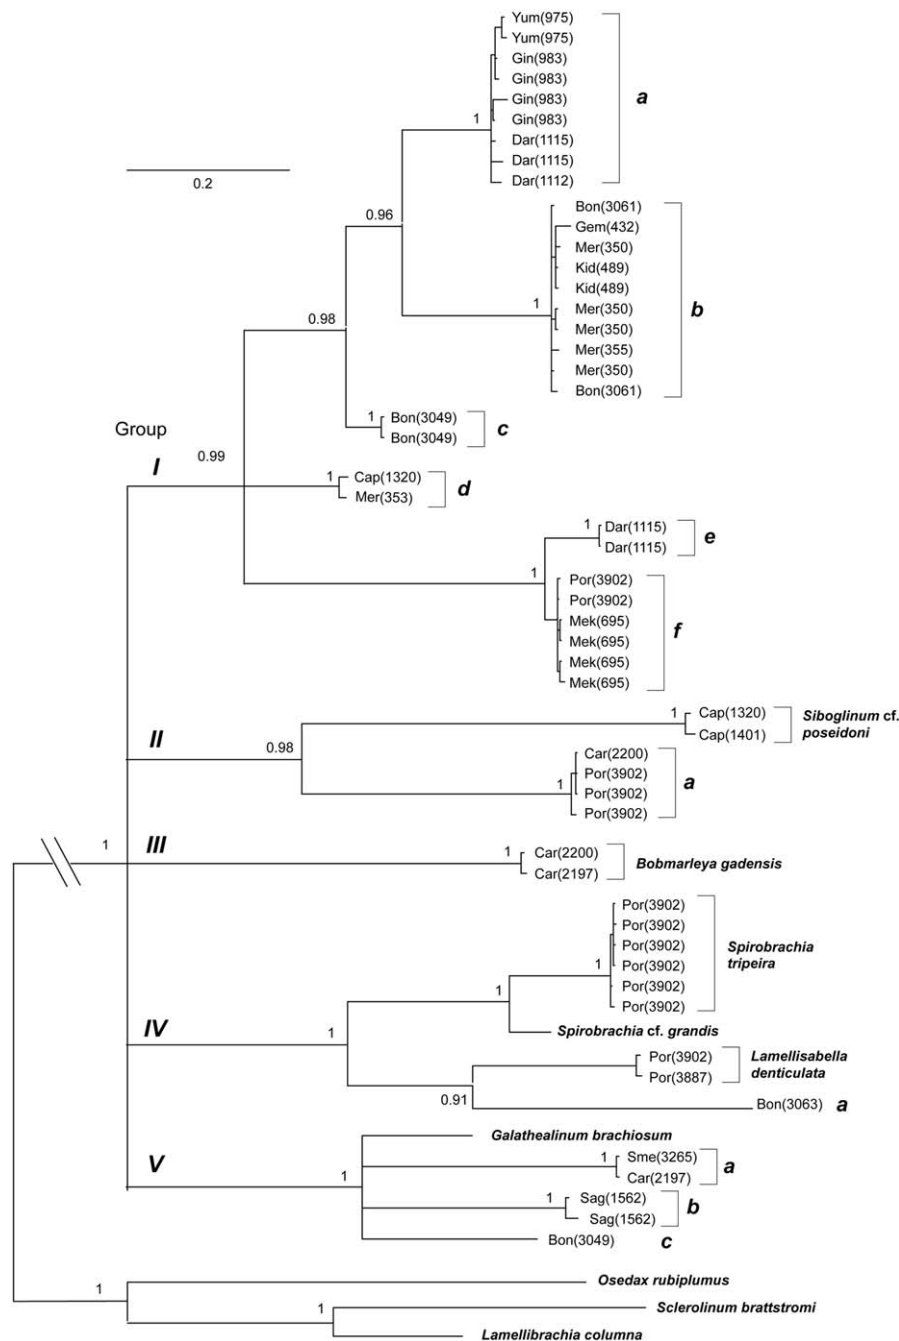 Yum(975)
Yum(975)
Gin(983)
Gin(983)
a
Gin(983)
Gin(983)
1
Dar(1115)
Dar(1115)
0.2
Dar(1112)
Bon(3061)
0.96
Gem(432)
Mer(350)
Kid(489)
Kid(489)
1
Mer(350)
b
0.98
Mer(350)
Mer(355)
Mer(350)
Bon(3061)
1
Bon(3049)
Group
c
Bon(3049)
0.99
I
1
Cap(1320)
d
Mer(353)
1
Dar(1115)
e
Dar(1115)
1
Por(3902)
Por(3902)
Mek(695)
f
Mek(695)
Mek(695)
Mek(695)
1
Cap(1320)
Siboglinum cf.
Cap(1401)
poseidoni
II
0.98
Car(2200)
Por(3902)
a
1
Por(3902)
Por(3902)
1
III
1
Car(2200)
Bobmarleya gadensis
Car(2197)
Por(3902)
Por(3902)
Por(3902)
Spirobrachia
1
Por(3902)
tripeira
Por(3902)
1
Por(3902)
IV
1
Spirobrachia cf. grandis
Por(3902)
Lamellisabella
Por(3887)
denticulata
0.91
Bon(3063)
a
Galathealinum brachiosum
V
1
Sme(3265)
a
1
Car(2197)
1
Sag(1562)
b
Sag(1562)
Bon(3049)
c
1
Osedax rubiplumus
1
Sclerolinum brattstromi
Lamellibrachia columna